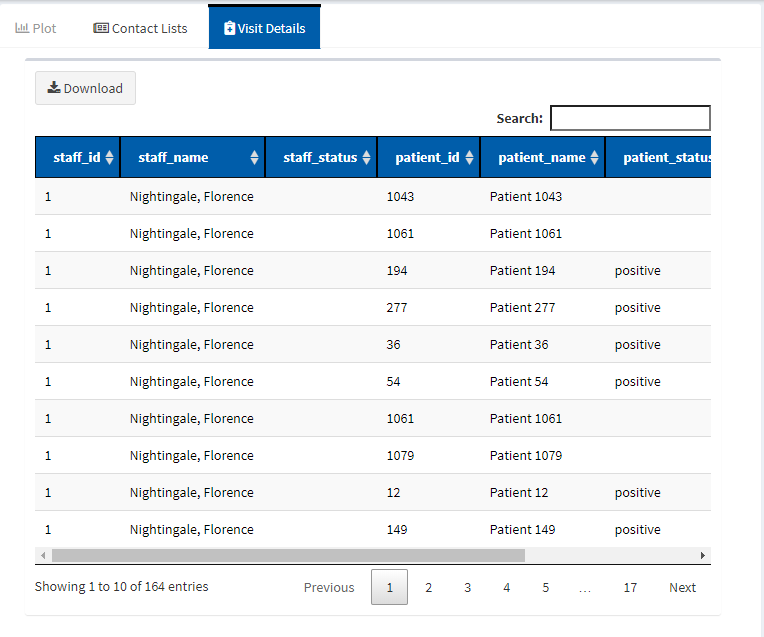 Plot Contact Lists Visit Details
Download
Search:
staff_id staff_name staff_status patient_id patient_name patient_status
1 Nightingale, Florence 1043 Patient 1043
1 Nightingale, Florence 1061 Patient 1061
1 Nightingale, Florence 194 Patient 194 positive
1 Nightingale, Florence 277 Patient 277 positive
1 Nightingale, Florence 36 Patient 36 positive
1 Nightingale, Florence 54 Patient 54 positive
1 Nightingale, Florence 1061 Patient 1061
1 Nightingale, Florence 1079 Patient 1079
1 Nightingale, Florence 12 Patient 12 positive
1 Nightingale, Florence 149 Patient 149 positive
Showing 1 to 10 of 164 entries Previous 1 2 3 4 5 ... 17 Next